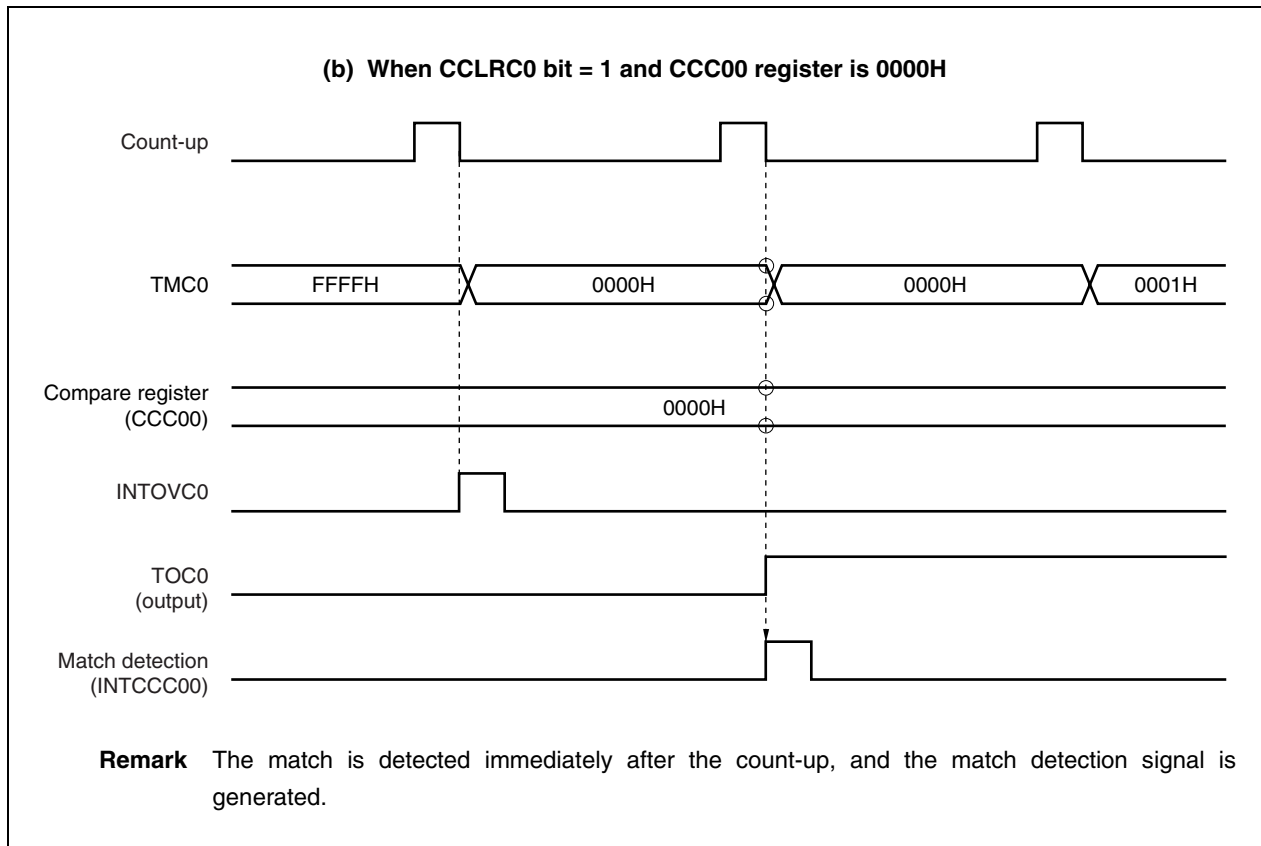 (b) When CCLRC0 bit = 1 and CCC00 register is 0000H
Count-up
TMC0
FFFFH
0000H
0000H
0001H
Compare register
(CCC00)
0000H
INTOVC0
TOC0
(output)
Match detection
(INTCCC00)
Remark The match is detected immediately after the count-up, and the match detection signal is
generated.